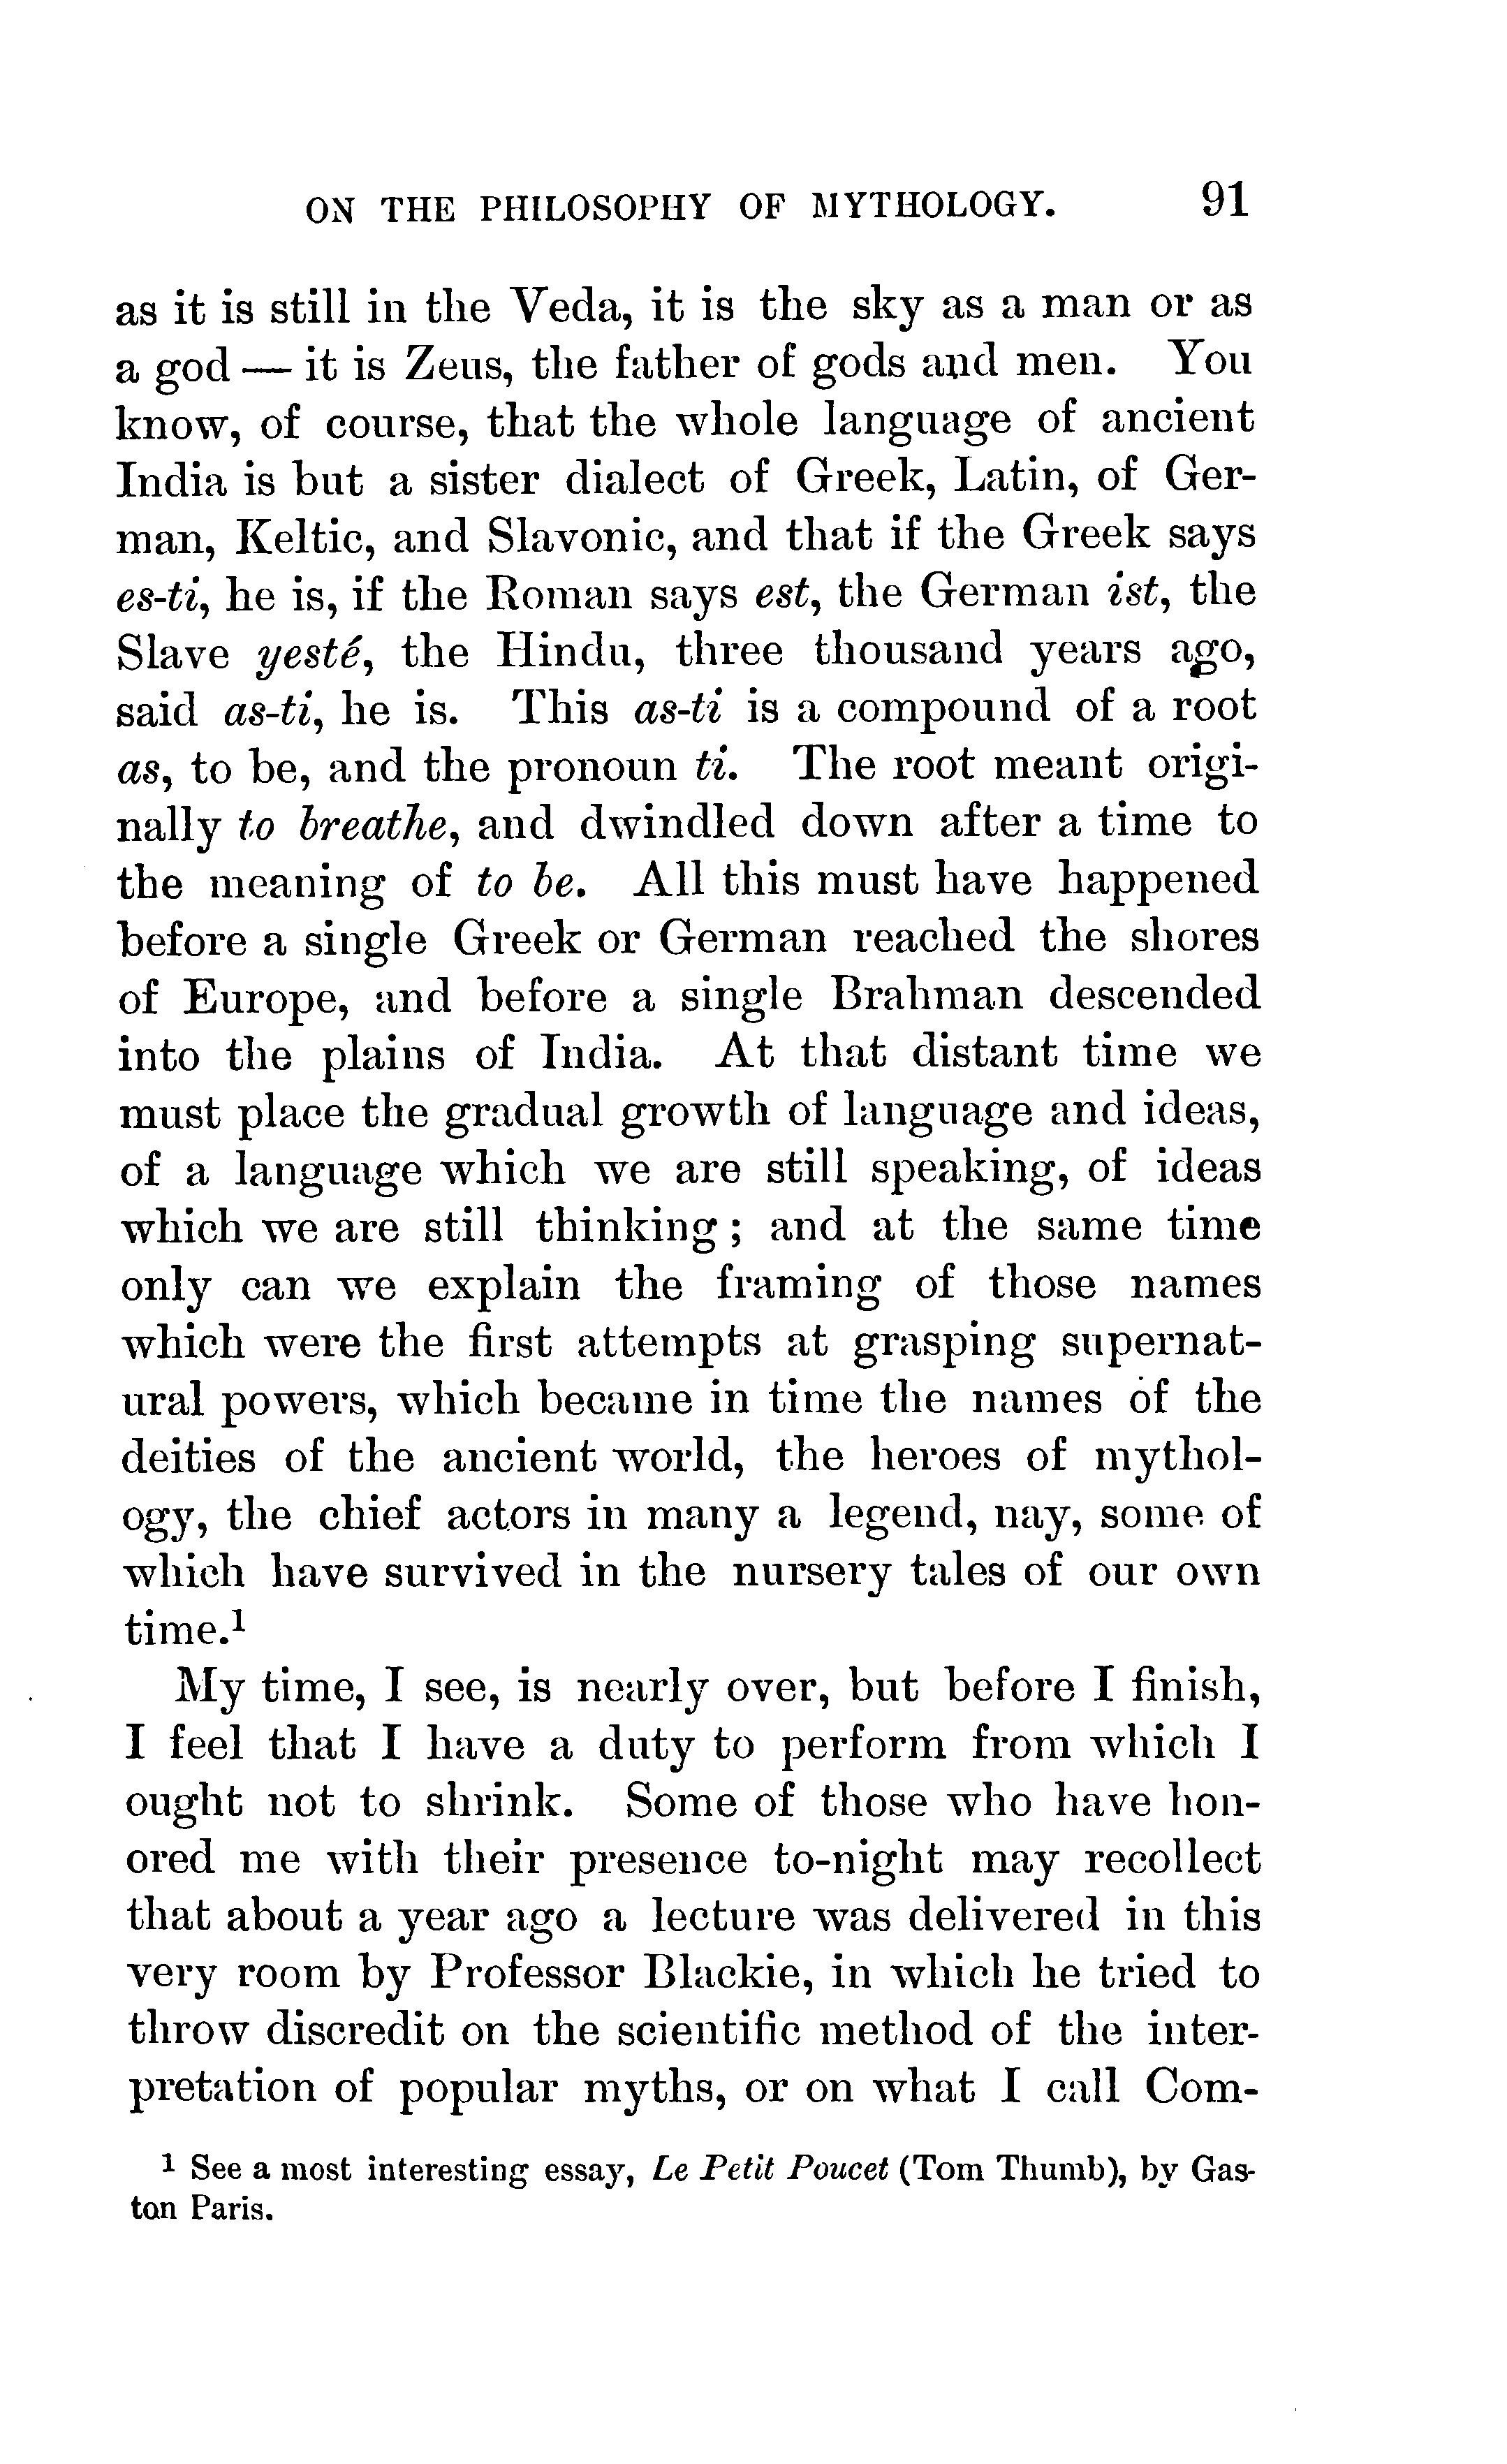 ON THE PHILOSOPHY OF MYTHOLOGY. 91
as it is still in the Veda, it is the sky as a man or as
a god — it is Zeus, the father of gods and men. You
know, of course, that the whole language of ancient
India is but a sister dialect of Greek, Latin, of Ger-
man, Keltic, and Slavonic, and that if the Greek says
es-ti, he is, if the Roman says est, the German ist, the
Slave yesté, the Hindu, three thousand years ago,
said as-ti, he is. This as-ti is a compound of a root
as, to be, and the pronoun ti. The root meant origi-
nally to breathe, and dwindled down after a time to
the meaning of to be. All this must have happened
before a single Greek or German reached the shores
of Europe, and before a single Brahman descended
into the plains of India. At that distant time we
must place the gradual growth of language and ideas,
of a language which we are still speaking, of ideas
which we are still thinking; and at the same time
only can we explain the framing of those names
which were the first attempts at grasping supernat-
ural powers, which became in time the names of the
deities of the ancient world, the heroes of mythol-
ogy, the chief actors in many a legend, nay, some of
which have survived in the nursery tales of our own
time.¹
My time, I see, is nearly over, but before I finish,
I feel that I have a duty to perform from which I
ought not to shrink. Some of those who have hon-
ored me with their presence to-night may recollect
that about a year ago a lecture was delivered in this
very room by Professor Blackie, in which he tried to
throw discredit on the scientific method of the inter-
pretation of popular myths, or on what I call Com-
¹ See a most interesting essay, Le Petit Poucet (Tom Thumb), by Gas-
ton Paris.